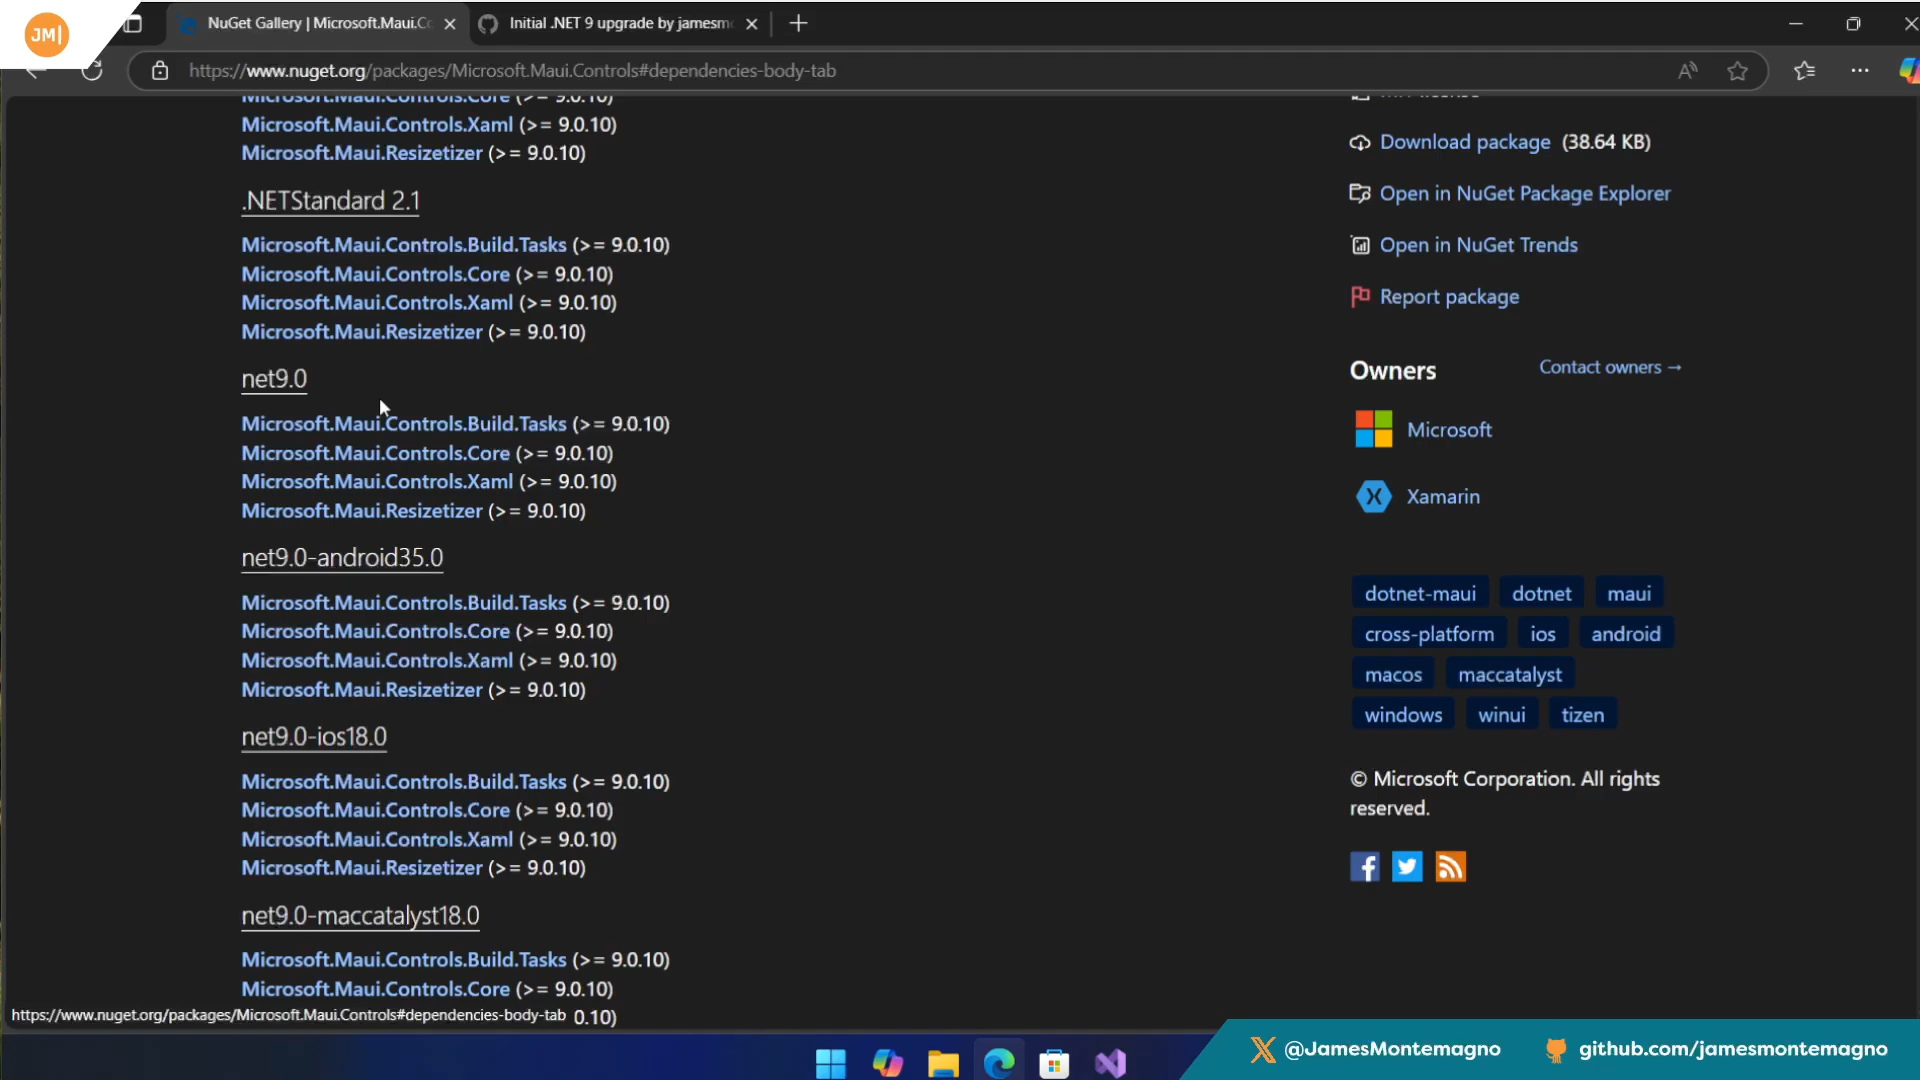 JM|
NuGet Gallery | Microsoft.Maui.Co
Initial .NET 9 upgrade by jamesm
https://www.nuget.org/packages/Microsoft.Maui.Controls#dependencies-body-tab
Microsoft.Maui.Controls.Core (>= 9.0.10)
Microsoft.Maui.Controls.Xaml (>= 9.0.10)
Microsoft.Maui.Resizetizer (>= 9.0.10)
.NETStandard 2.1
Microsoft.Maui.Controls.Build.Tasks (>= 9.0.10)
Microsoft.Maui.Controls.Core (>= 9.0.10)
Microsoft.Maui.Controls.Xaml (>= 9.0.10)
Microsoft.Maui.Resizetizer (>= 9.0.10)
net9.0
Microsoft.Maui.Controls.Build.Tasks (>= 9.0.10)
Microsoft.Maui.Controls.Core (>= 9.0.10)
Microsoft.Maui.Controls.Xaml (>= 9.0.10)
Microsoft.Maui.Resizetizer (>= 9.0.10)
net9.0-android35.0
Microsoft.Maui.Controls.Build.Tasks (>= 9.0.10)
Microsoft.Maui.Controls.Core (>= 9.0.10)
Microsoft.Maui.Controls.Xaml (>= 9.0.10)
Microsoft.Maui.Resizetizer (>= 9.0.10)
net9.0-ios18.0
Microsoft.Maui.Controls.Build.Tasks (>= 9.0.10)
Microsoft.Maui.Controls.Core (>= 9.0.10)
Microsoft.Maui.Controls.Xaml (>= 9.0.10)
Microsoft.Maui.Resizetizer (>= 9.0.10)
net9.0-maccatalyst18.0
Microsoft.Maui.Controls.Build.Tasks (>= 9.0.10)
Microsoft.Maui.Controls.Core (>= 9.0.10)
https://www.nuget.org/packages/Microsoft.Maui.Controls#dependencies-body-tab 0.10)
Download package (38.64 KB)
Open in NuGet Package Explorer
Open in NuGet Trends
Report package
Owners
Contact owners →
Microsoft
Xamarin
dotnet-maui dotnet maui
cross-platform ios android
macos maccatalyst
windows winui tizen
© Microsoft Corporation. All rights
reserved.
@JamesMontemagno
github.com/jamesmontemagno